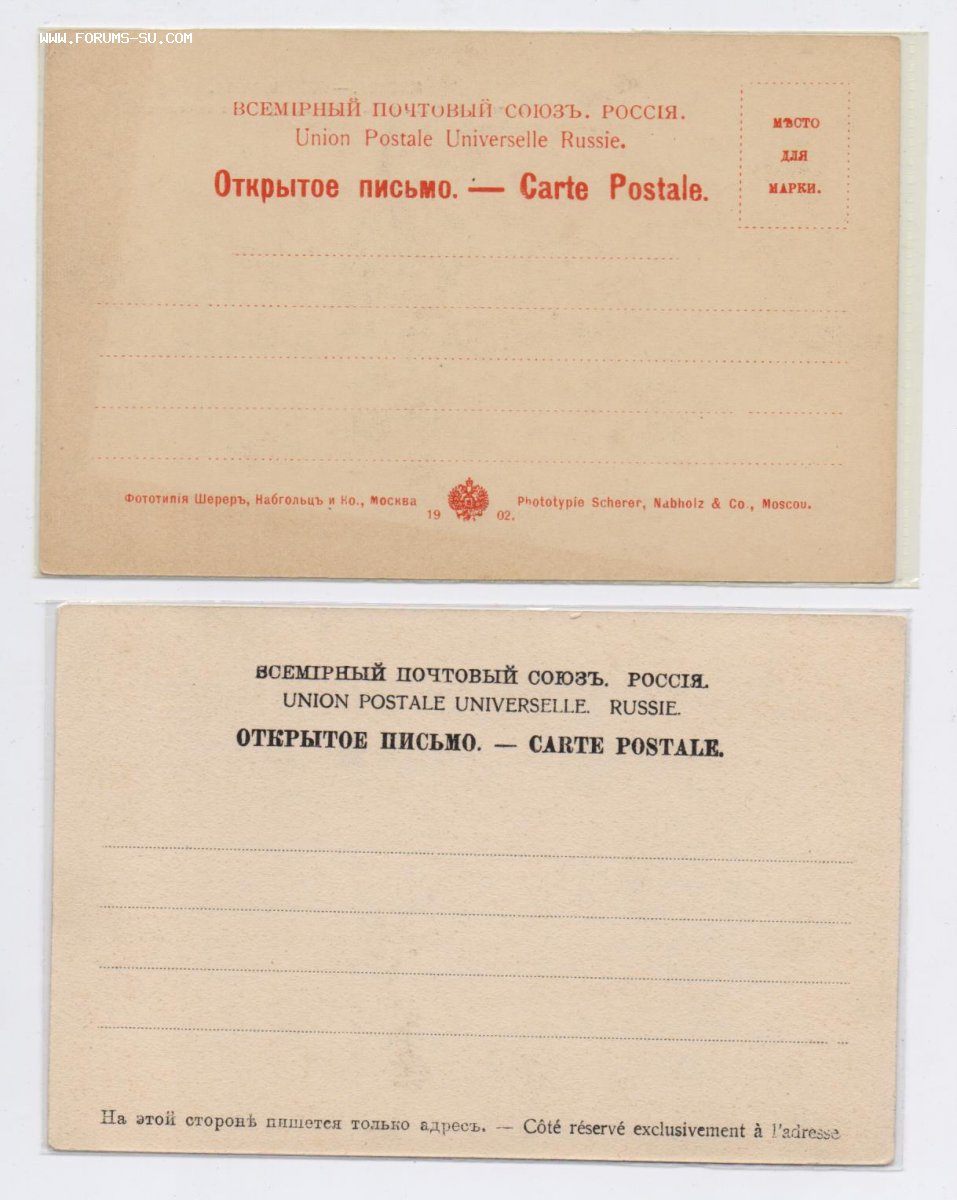 WWW.FORUMS-SU.COM
ВСЕМІРНЫЙ ПОЧТОВЫЙ СОЮЗЪ. РОССІЯ.
Union Postale Universelle Russie.
Открытое письмо. — Carte Postale.
МѢСТО
ДЛЯ
МАРКИ.
Фототипія Шереръ, Набгольцъ и Ко., Москва
1902.
Phototypie Scherer, Nabholz & Co., Moscou.
ВСЕМІРНЫЙ ПОЧТОВЫЙ СОЮЗЪ. РОССІЯ.
UNION POSTALE UNIVERSELLE. RUSSIE.
ОТКРЫТОЕ ПИСЬМО. — CARTE POSTALE.
На этой сторонѣ пишется только адресъ. — Côté réservé exclusivement à l'adresse